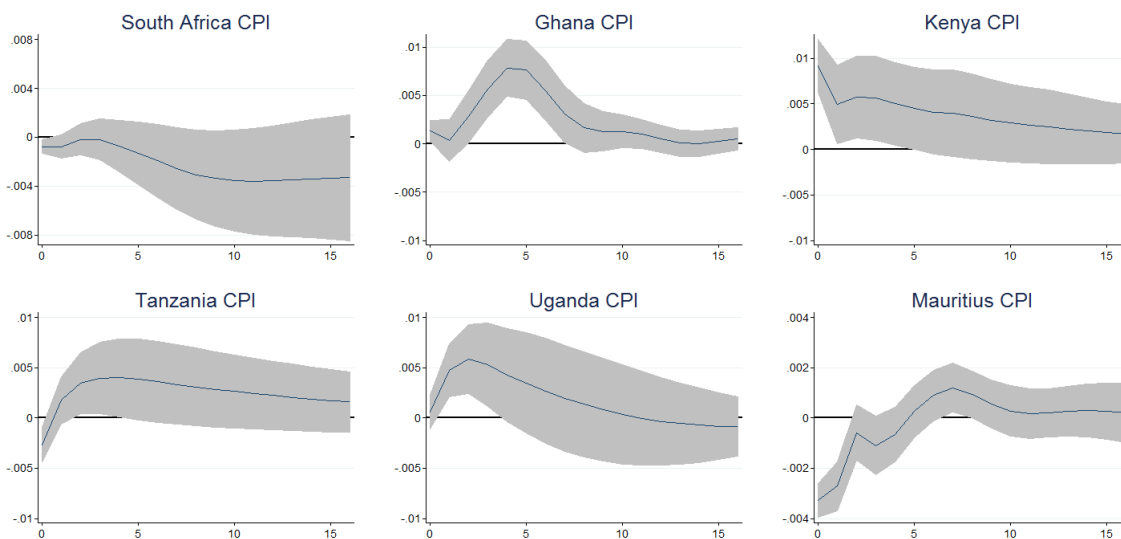 South Africa CPI
.008
.004
0
-.004
-.008
0 5 10 15
Ghana CPI
.01
.005
0
-.005
-.01
0 5 10 15
Kenya CPI
.01
.005
0
-.005
-.01
0 5 10 15
Tanzania CPI
.01
.005
0
-.005
-.01
0 5 10 15
Uganda CPI
.01
.005
0
-.005
-.01
0 5 10 15
Mauritius CPI
.004
.002
0
-.002
-.004
0 5 10 15